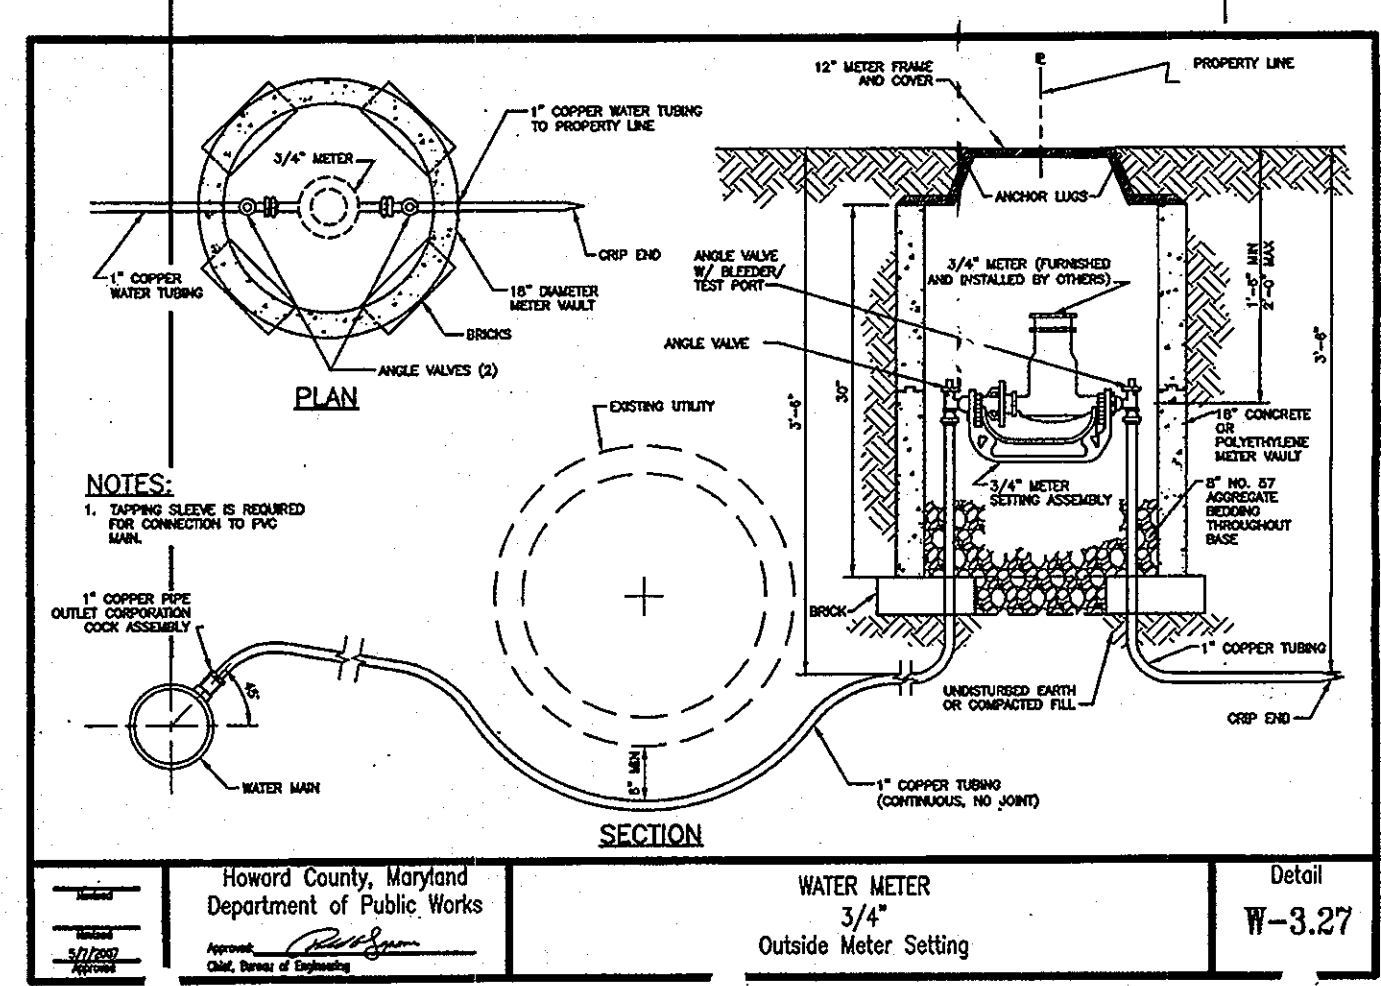 12" METER FRAME
AND COVER
PROPERTY LINE
1" COPPER WATER TUBING
TO PROPERTY LINE
3/4" METER
ANCHOR LUGS
1" COPPER
WATER TUBING
CRIP END
18" DIAMETER
METER VAULT
BRICKS
ANGLE VALVES (2)
PLAN
ANGLE VALVE
W/ BLEEDER/
TEST PORT
3/4" METER (FURNISHED
AND INSTALLED BY OTHERS)
ANGLE VALVE
1'-6" MIN
2'-0" MAX
3'-6"
30"
3'-6"
EXISTING UTILITY
18" CONCRETE
OR
POLYETHYLENE
METER VAULT
3/4" METER
SETTING ASSEMBLY
8" NO. 57
AGGREGATE
BEDDING
THROUGHOUT
BASE
NOTES:
1. TAPPING SLEEVE IS REQUIRED
FOR CONNECTION TO PVC
MAIN.
1" COPPER PIPE
OUTLET CORPORATION
COCK ASSEMBLY
45°
WATER MAIN
BRICK
1" COPPER TUBING
UNDISTURBED EARTH
OR COMPACTED FILL
CRIP END
6" MIN
1" COPPER TUBING
(CONTINUOUS, NO JOINT)
SECTION
Revised
Revised
5/7/2007
Approved
Howard County, Maryland
Department of Public Works
Approved:
Chief, Bureau of Engineering
WATER METER
3/4"
Outside Meter Setting
Detail
W-3.27